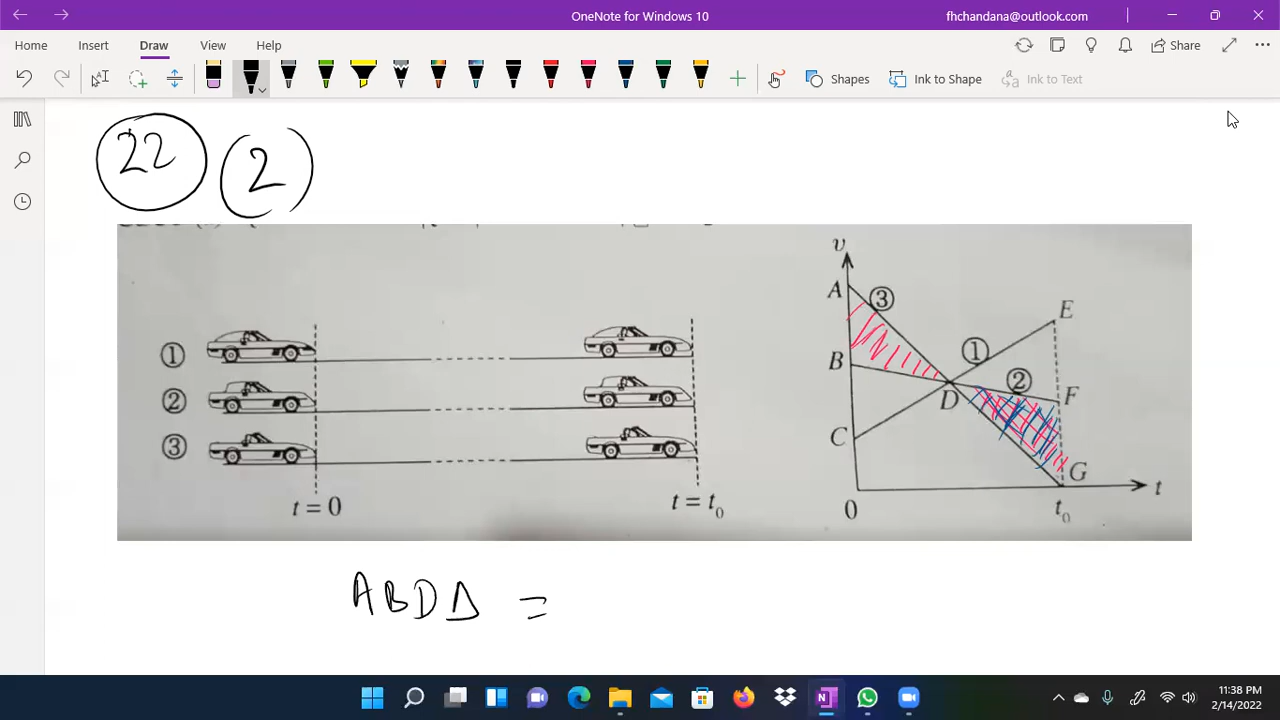 OneNote for Windows 10
fhchandana@outlook.com
Home Insert Draw View Help
Share
Shapes
Ink to Shape
Ink to Text
22 (2)
①
②
③
t = 0
t = t₀
v
A
③
B
C
D
①
②
E
F
G
t
0
t₀
ABD Δ =
11:38 PM
2/14/2022